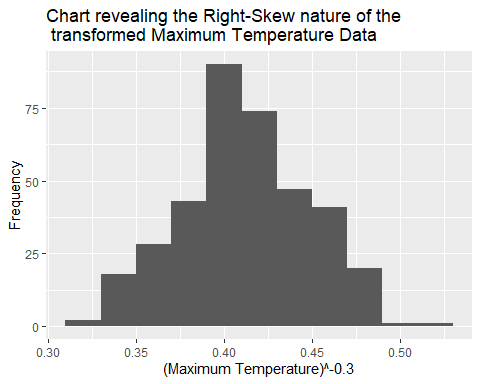 Chart revealing the Right-Skew nature of the
transformed Maximum Temperature Data
75
50
25
0
Frequency
0.30 0.35 0.40 0.45 0.50
(Maximum Temperature)^-0.3